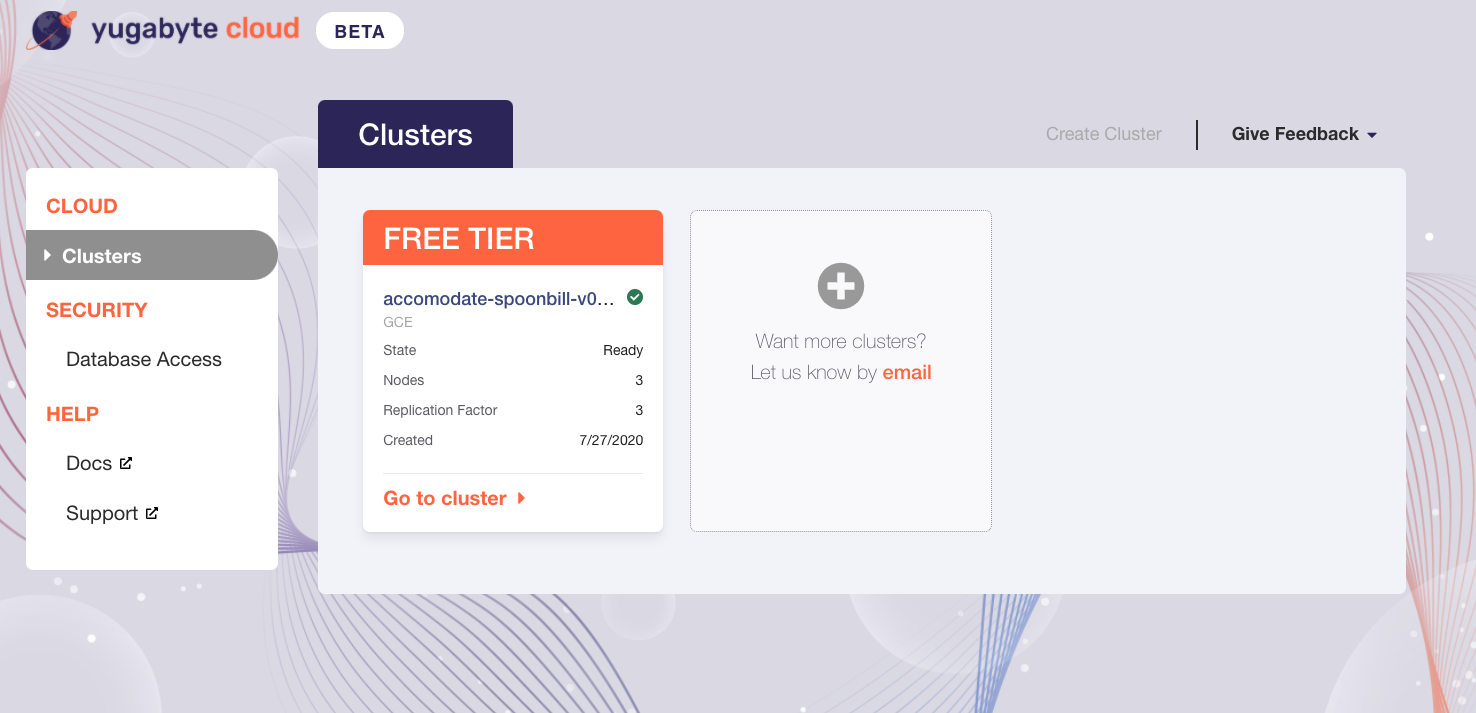 yugabyte cloud BETA
Clusters
Create Cluster
Give Feedback
CLOUD
Clusters
SECURITY
Database Access
HELP
Docs
Support
FREE TIER
accomodate-spoonbill-v0...
GCE
State Ready
Nodes 3
Replication Factor 3
Created 7/27/2020
Go to cluster
Want more clusters?
Let us know by email